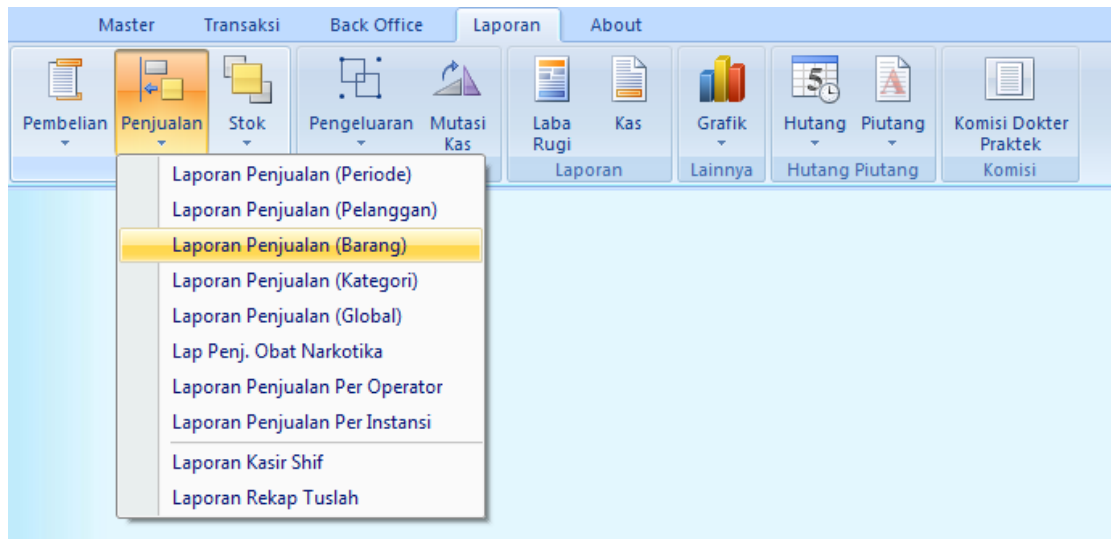 Master Transaksi Back Office Laporan About
Pembelian Penjualan Stok Pengeluaran Mutasi Kas Laba Rugi Kas Grafik Hutang Piutang Komisi Dokter Praktek
Laporan Lainnya Hutang Piutang Komisi
Laporan Penjualan (Periode)
Laporan Penjualan (Pelanggan)
Laporan Penjualan (Barang)
Laporan Penjualan (Kategori)
Laporan Penjualan (Global)
Lap Penj. Obat Narkotika
Laporan Penjualan Per Operator
Laporan Penjualan Per Instansi
Laporan Kasir Shif
Laporan Rekap Tuslah